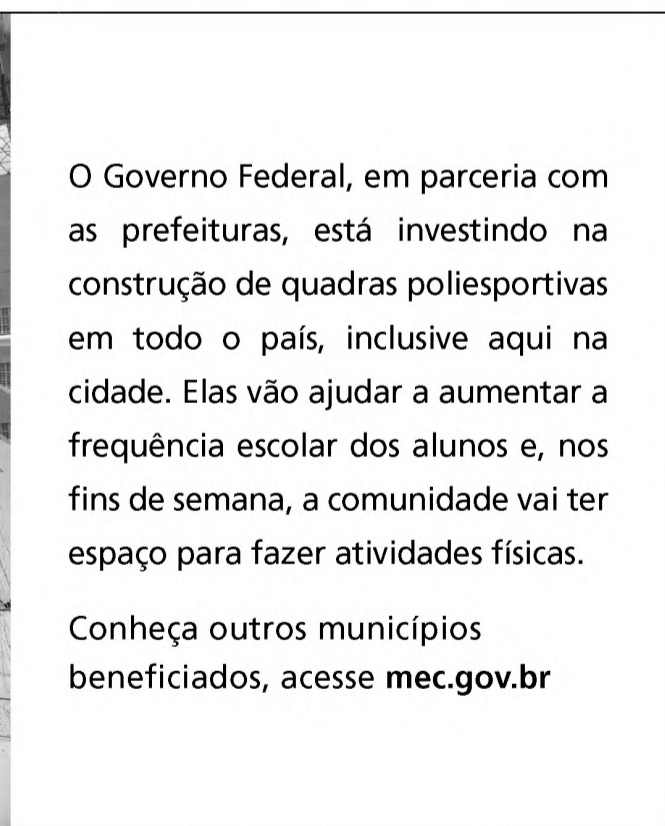 O Governo Federal, em parceria com
as prefeituras, está investindo na
construção de quadras poliesportivas
em todo o país, inclusive aqui na
cidade. Elas vão ajudar a aumentar a
frequência escolar dos alunos e, nos
fins de semana, a comunidade vai ter
espaço para fazer atividades físicas.
Conheça outros municípios
beneficiados, acesse mec.gov.br